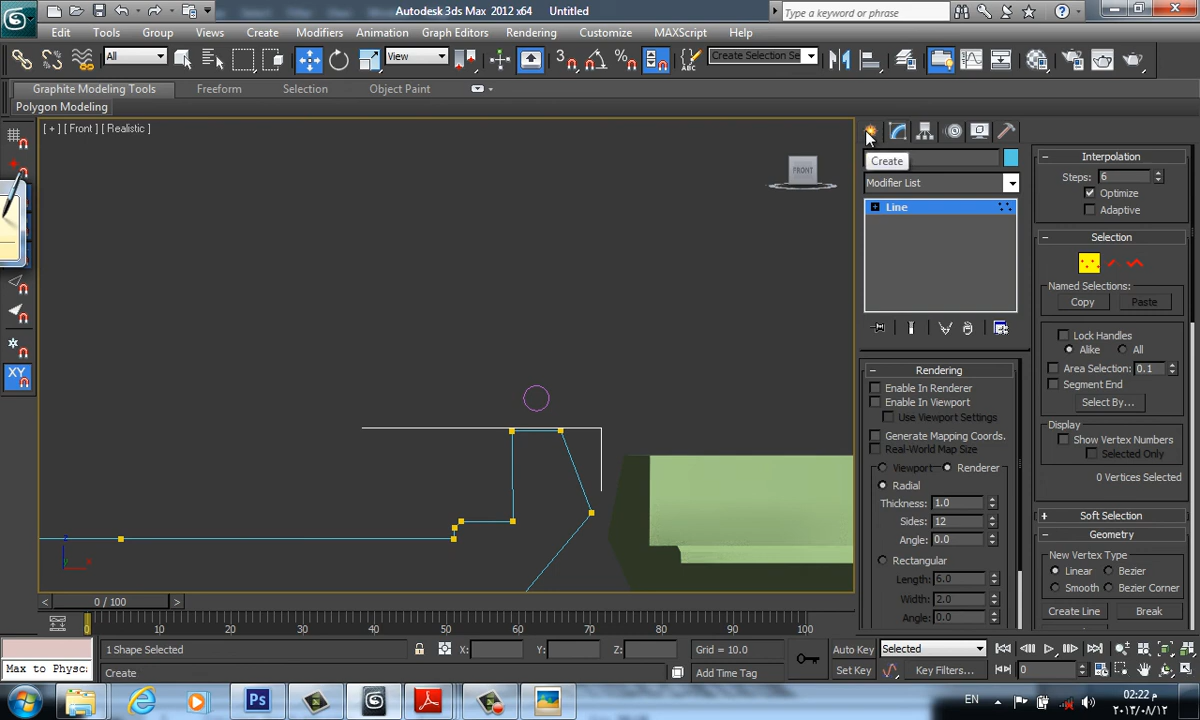 Autodesk 3ds Max 2012 x64 Untitled
Type a keyword or phrase
Edit Tools Group Views Create Modifiers Animation Graph Editors Rendering Customize MAXScript Help
All View 3 Create Selection Se
Graphite Modeling Tools Freeform Selection Object Paint
Polygon Modeling
[ + ] [ Front ] [ Realistic ]
FRONT
XY
Create
Modifier List
Line
Rendering
Enable In Renderer
Enable In Viewport
Use Viewport Settings
Generate Mapping Coords.
Real-World Map Size
Viewport Renderer
Radial
Thickness: 1.0
Sides: 12
Angle: 0.0
Rectangular
Length: 6.0
Width: 2.0
Angle: 0.0
Interpolation
Steps: 6
Optimize
Adaptive
Selection
Named Selections:
Copy Paste
Lock Handles
Alike All
Area Selection: 0.1
Segment End
Select By...
Display
Show Vertex Numbers
Selected Only
0 Vertices Selected
Soft Selection
Geometry
New Vertex Type
Linear Bezier
Smooth Bezier Corner
Create Line Break
z x
< 0 / 100 >
0 10 20 30 40 50 60 70 80 90 100
1 Shape Selected X: Y: Z: Grid = 10.0 Auto Key Selected
Max to Physc Create Add Time Tag Set Key Key Filters... 0
Ps EN
02:22 م
٢٠١٣/٠٨/١٢